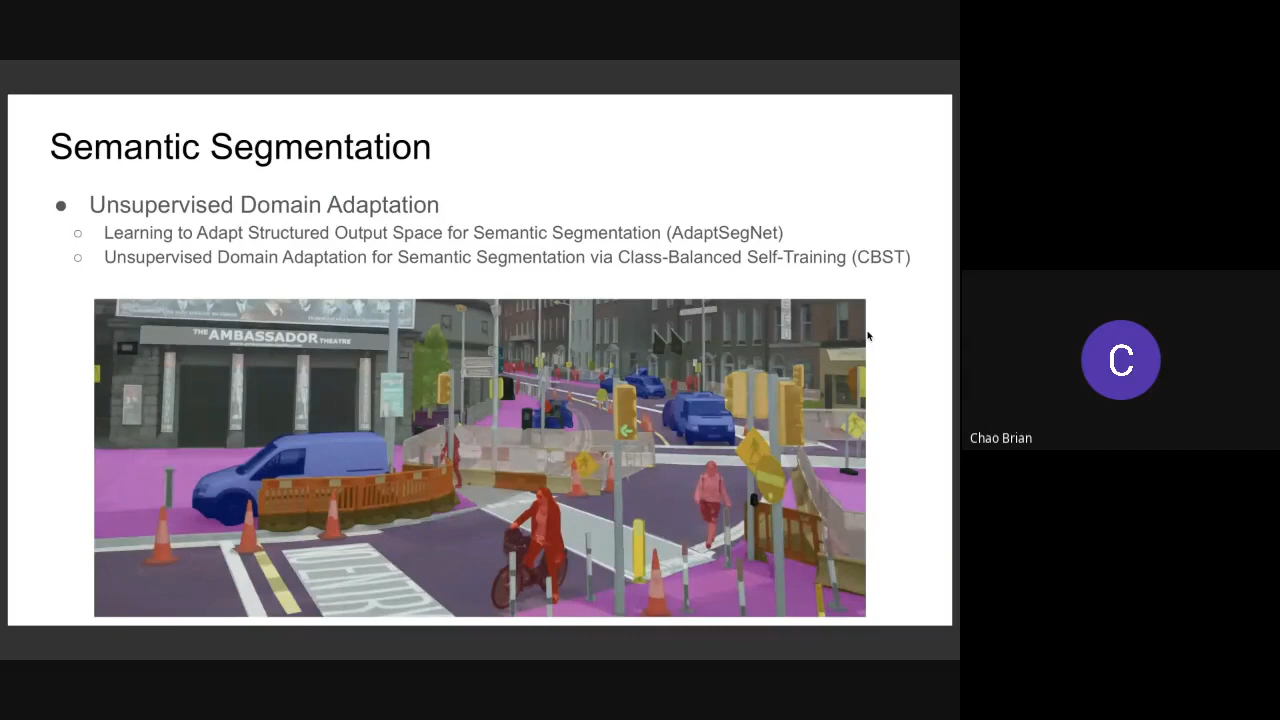 Semantic Segmentation
● Unsupervised Domain Adaptation
○ Learning to Adapt Structured Output Space for Semantic Segmentation (AdaptSegNet)
○ Unsupervised Domain Adaptation for Semantic Segmentation via Class-Balanced Self-Training (CBST)
THE AMBASSADOR THEATRE
C
Chao Brian